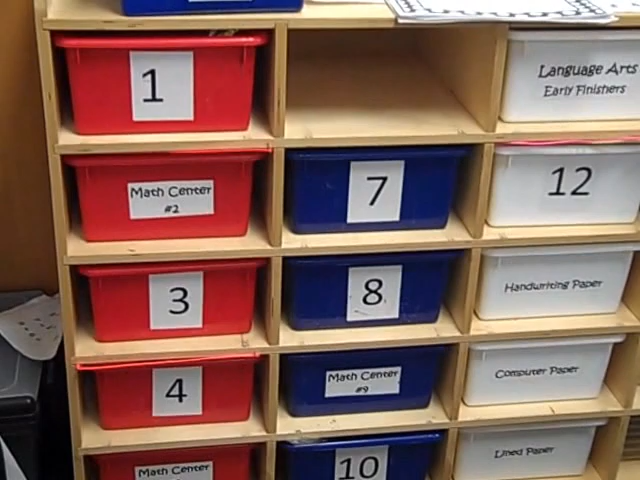 1
Language Arts
Early Finishers
Math Center
#2
7
12
3
8
Handwriting Paper
4
Math Center
#9
Computer Paper
Math Center
10
Lined Paper